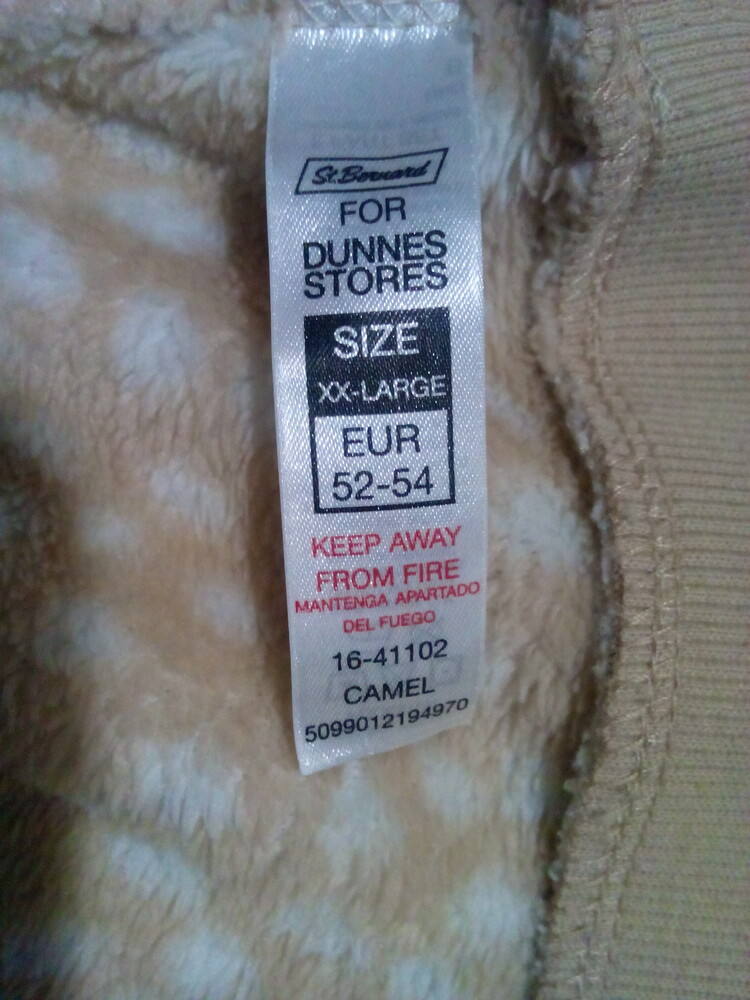 St.Bernard
FOR
DUNNES
STORES
SIZE
XX-LARGE
EUR
52-54
KEEP AWAY
FROM FIRE
MANTENGA APARTADO
DEL FUEGO
16-41102
CAMEL
5099012194970